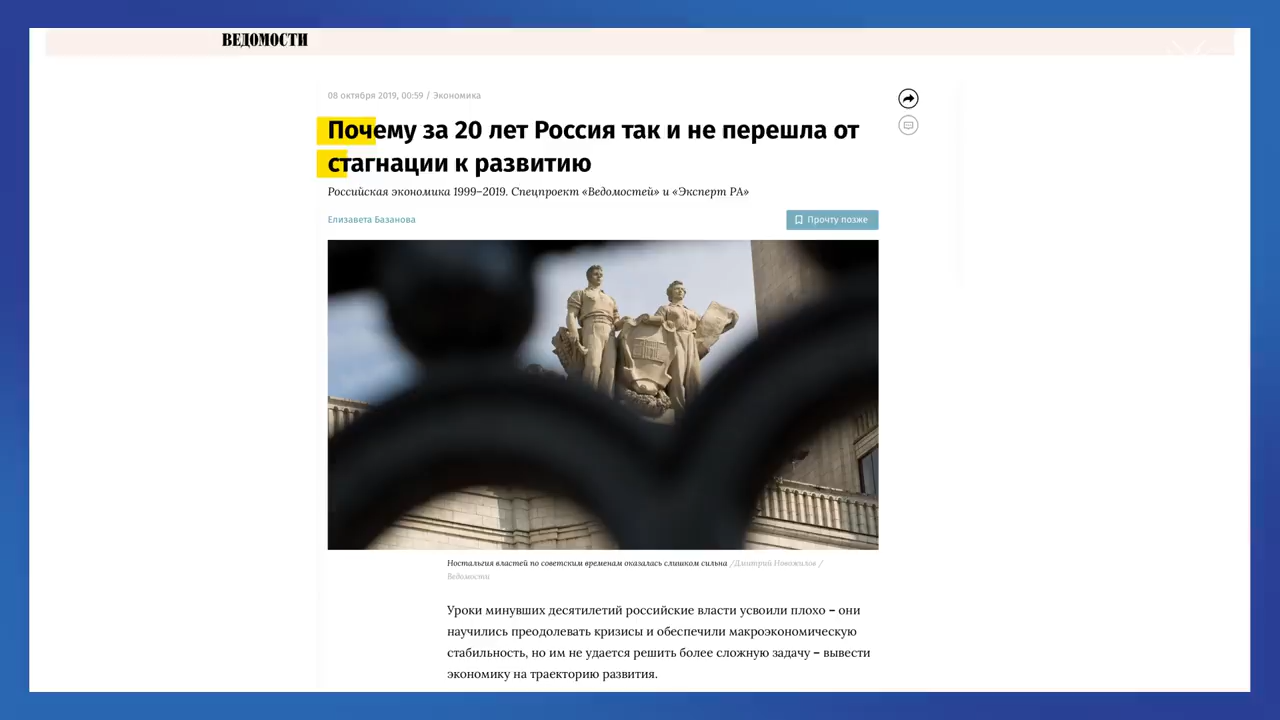 ВЕДОМОСТИ
08 октября 2019, 00:59 / Экономика
Почему за 20 лет Россия так и не перешла от
стагнации к развитию
Российская экономика 1999–2019. Спецпроект «Ведомостей» и «Эксперт РА»
Елизавета Базанова
Прочту позже
Ностальгия властей по советским временам оказалась слишком сильна /Дмитрий Новожилов /
Ведомости
Уроки минувших десятилетий российские власти усвоили плохо – они
научились преодолевать кризисы и обеспечили макроэкономическую
стабильность, но им не удается решить более сложную задачу – вывести
экономику на траекторию развития.